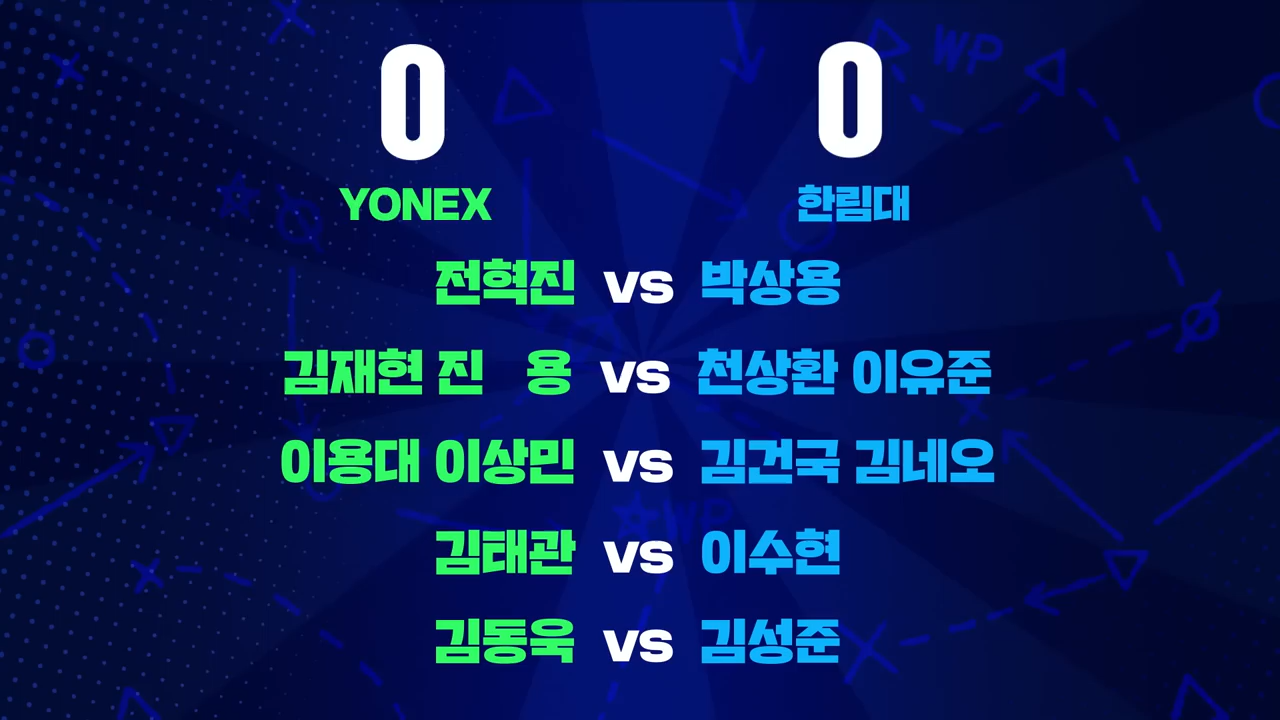 0 0
YONEX 한림대
전혁진 vs 박상용
김재현 진 용 vs 천상환 이유준
이용대 이상민 vs 김건국 김네오
김태관 vs 이수현
김동욱 vs 김성준
WP
WP